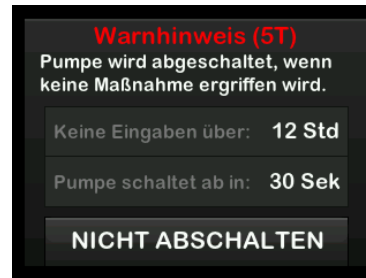 Warnhinweis (5T)
Pumpe wird abgeschaltet, wenn
keine Maßnahme ergriffen wird.
Keine Eingaben über: 12 Std
Pumpe schaltet ab in: 30 Sek
NICHT ABSCHALTEN